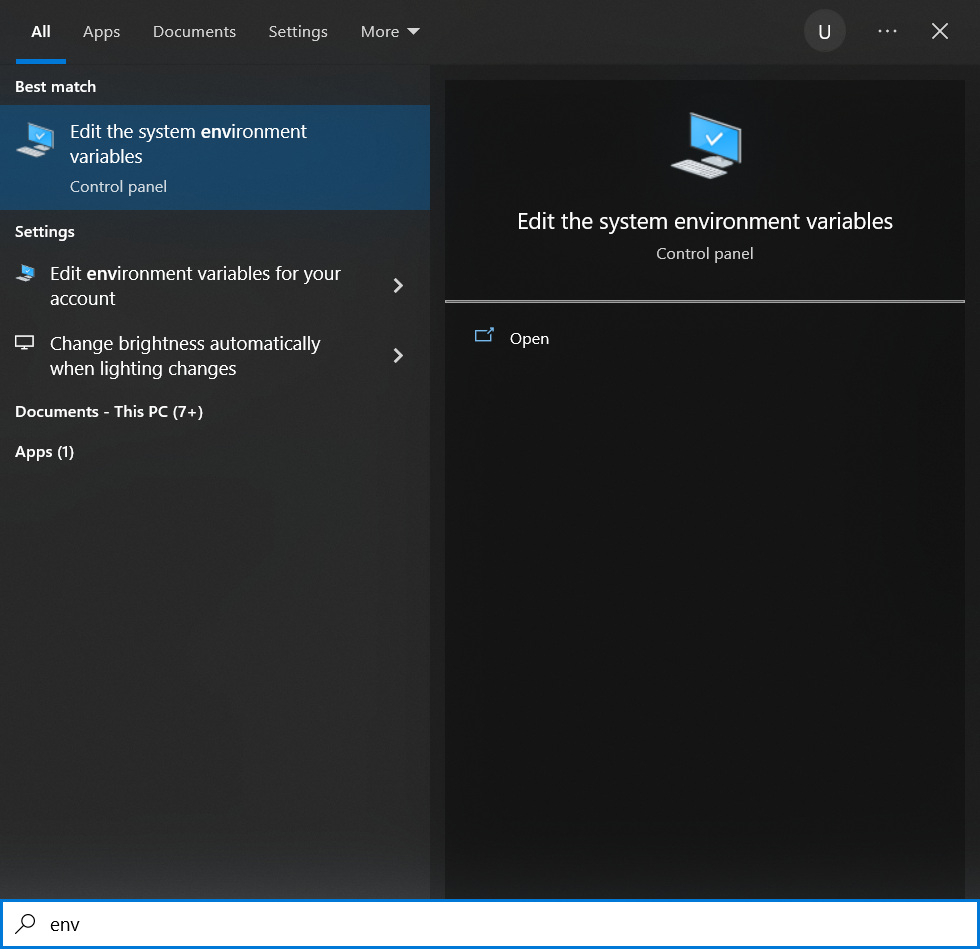 All Apps Documents Settings More U
Best match
Edit the system environment
variables
Control panel
Settings
Edit environment variables for your
account
Change brightness automatically
when lighting changes
Documents - This PC (7+)
Apps (1)
Edit the system environment variables
Control panel
Open
env